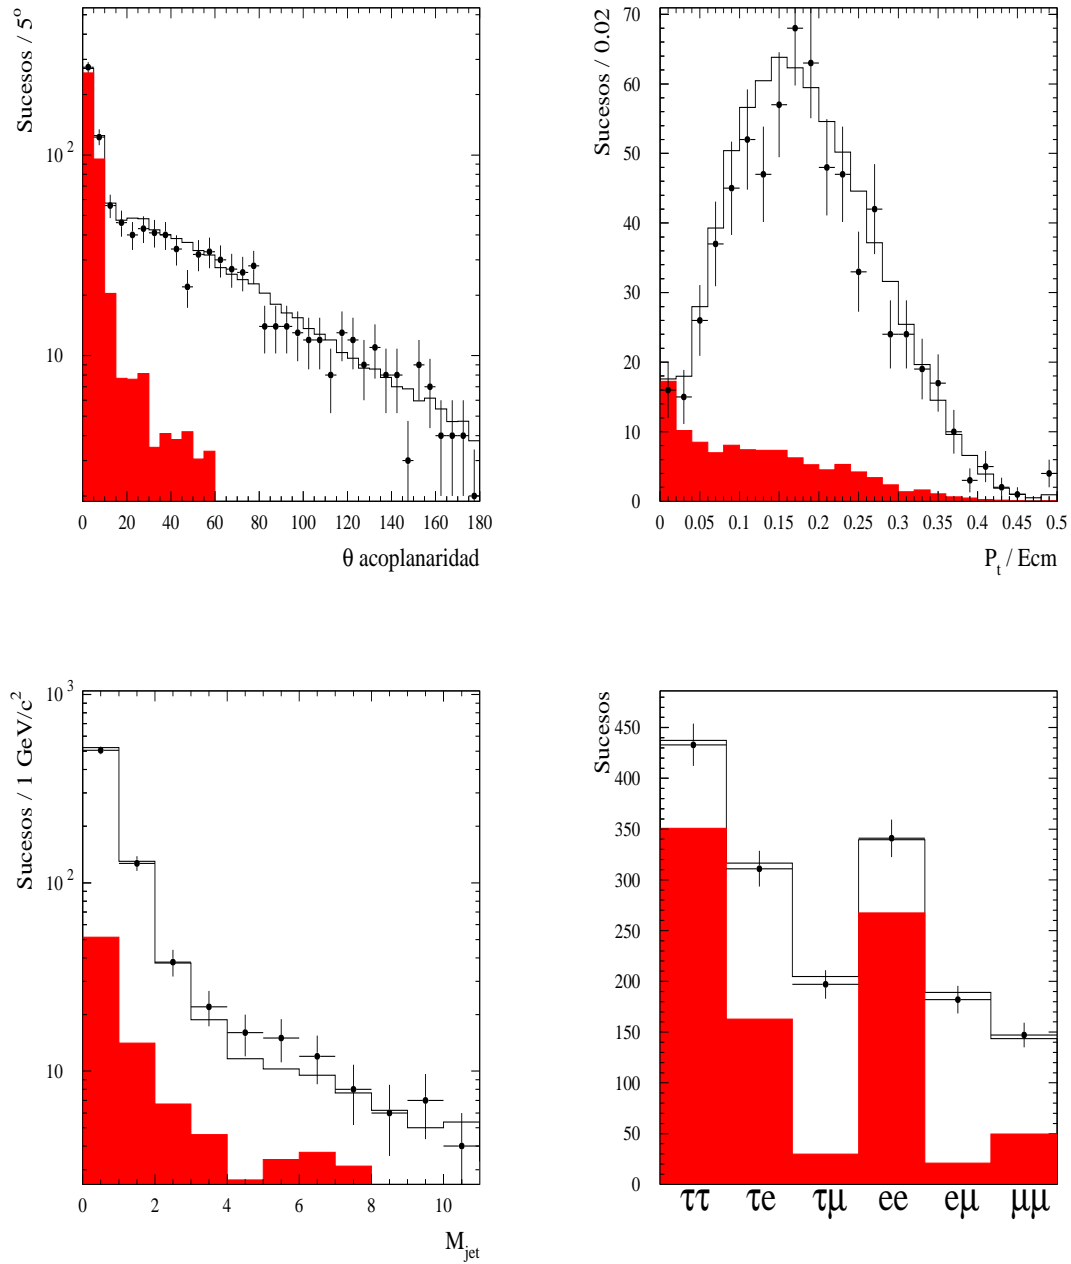 Sucesos / 5°
10²
10
0 20 40 60 80 100 120 140 160 180
θ acoplanaridad
Sucesos / 0.02
70
60
50
40
30
20
10
0
0 0.05 0.1 0.15 0.2 0.25 0.3 0.35 0.4 0.45 0.5
P_t / Ecm
Sucesos / 1 GeV/c²
10³
10²
10
0 2 4 6 8 10
M_jet
Sucesos
450
400
350
300
250
200
150
100
50
0
ττ τe τμ ee eμ μμ